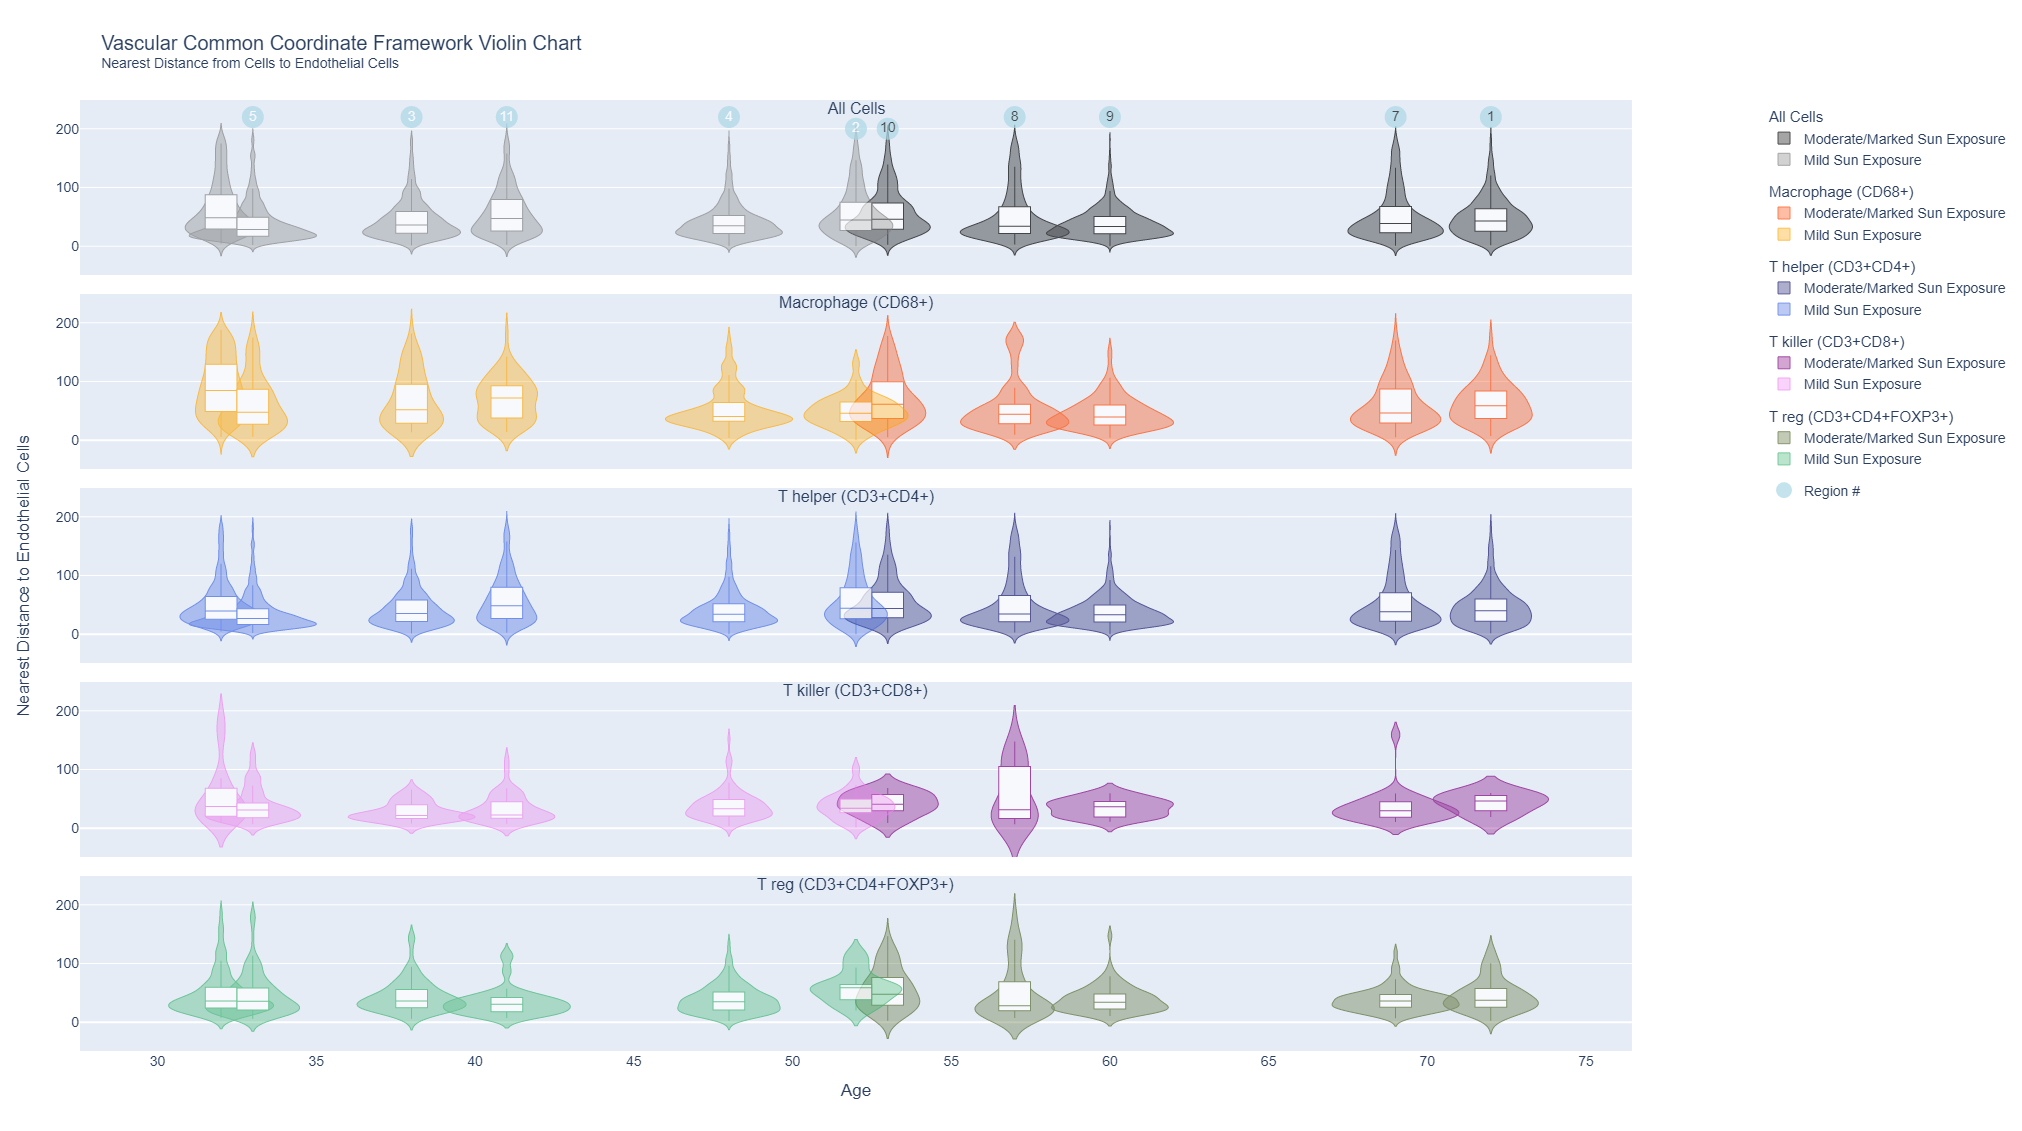 Vascular Common Coordinate Framework Violin Chart
Nearest Distance from Cells to Endothelial Cells
All Cells
5
3
11
4
2
10
8
9
7
1
200
100
0
Macrophage (CD68+)
200
100
0
T helper (CD3+CD4+)
200
100
0
T killer (CD3+CD8+)
200
100
0
T reg (CD3+CD4+FOXP3+)
200
100
0
30 35 40 45 50 55 60 65 70 75
Age
Nearest Distance to Endothelial Cells
All Cells
Moderate/Marked Sun Exposure
Mild Sun Exposure
Macrophage (CD68+)
Moderate/Marked Sun Exposure
Mild Sun Exposure
T helper (CD3+CD4+)
Moderate/Marked Sun Exposure
Mild Sun Exposure
T killer (CD3+CD8+)
Moderate/Marked Sun Exposure
Mild Sun Exposure
T reg (CD3+CD4+FOXP3+)
Moderate/Marked Sun Exposure
Mild Sun Exposure
Region #